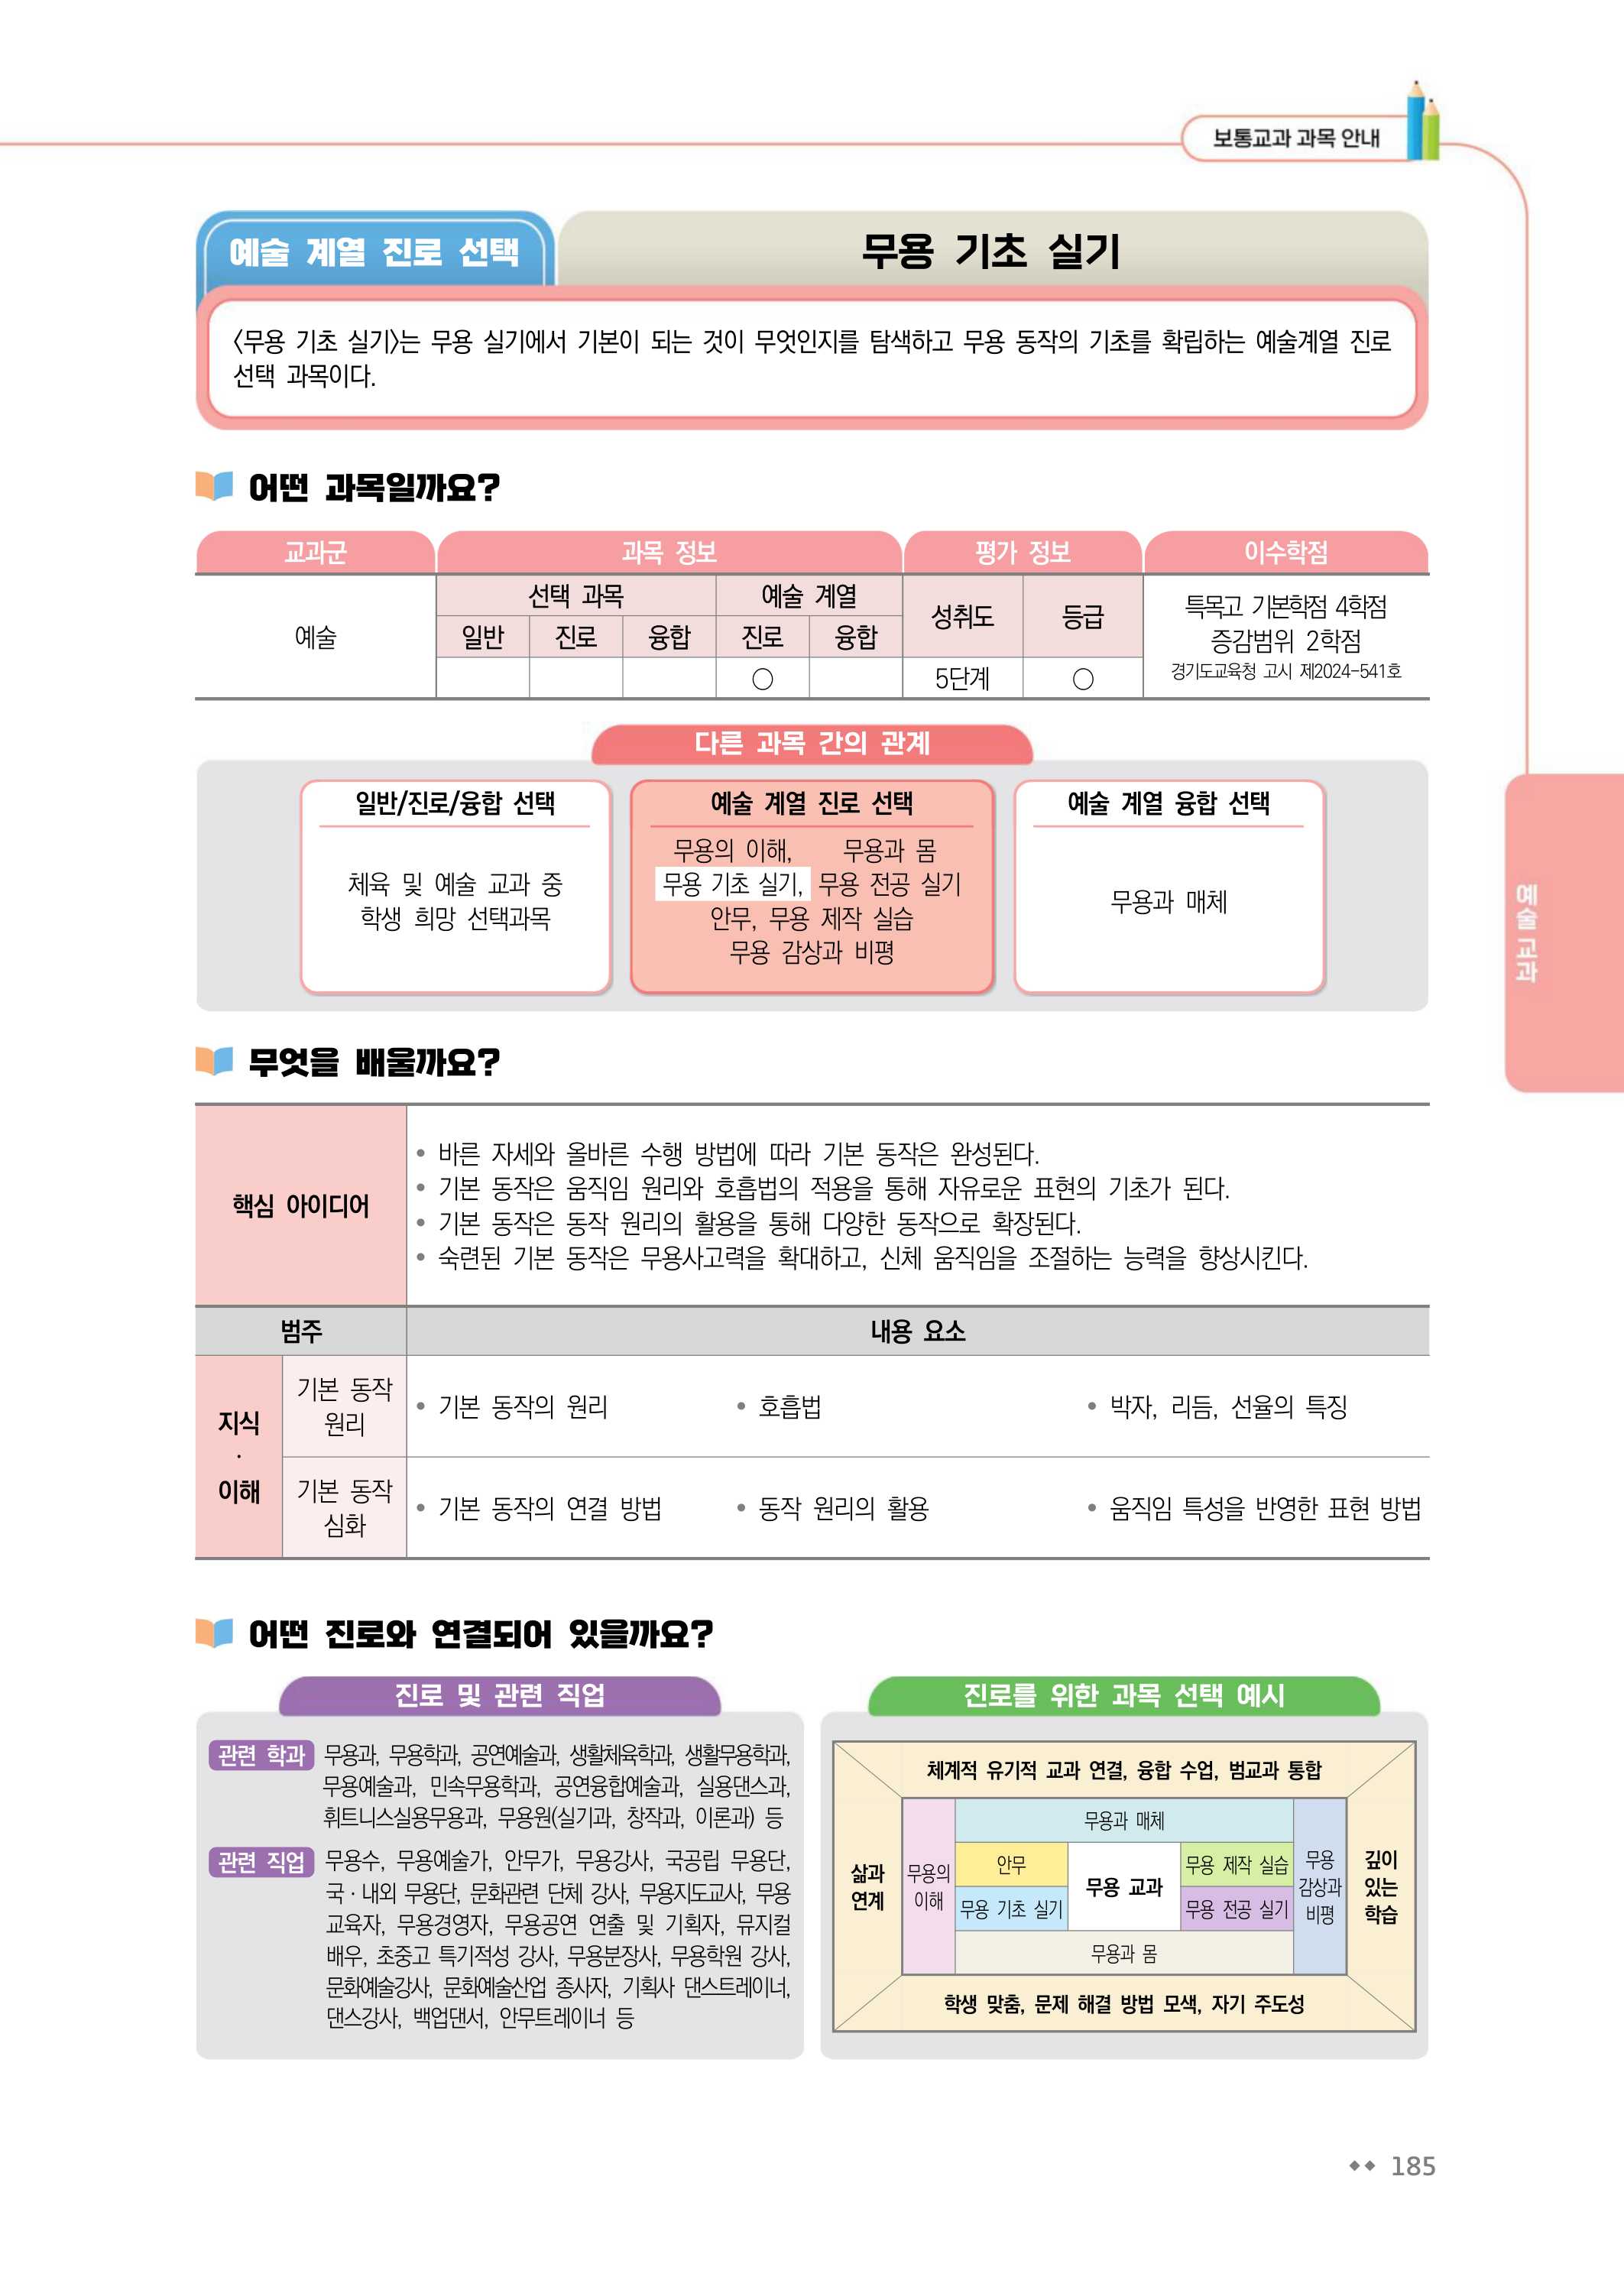 보통교과 과목 안내
예술 계열 진로 선택
무용 기초 실기
〈무용 기초 실기〉는 무용 실기에서 기본이 되는 것이 무엇인지를 탐색하고 무용 동작의 기초를 확립하는 예술계열 진로
선택 과목이다.
어떤 과목일까요?
교과군 과목 정보 평가 정보 이수학점
예술
선택 과목 예술 계열
일반 진로 융합 진로 융합
성취도 등급
○ 5단계 ○
특목고 기본학점 4학점
증감범위 2학점
경기도교육청 고시 제2024-541호
다른 과목 간의 관계
일반/진로/융합 선택
체육 및 예술 교과 중
학생 희망 선택과목
예술 계열 진로 선택
무용의 이해, 무용과 몸
무용 기초 실기, 무용 전공 실기
안무, 무용 제작 실습
무용 감상과 비평
예술 계열 융합 선택
무용과 매체
예술 교과
무엇을 배울까요?
핵심 아이디어
• 바른 자세와 올바른 수행 방법에 따라 기본 동작은 완성된다.
• 기본 동작은 움직임 원리와 호흡법의 적용을 통해 자유로운 표현의 기초가 된다.
• 기본 동작은 동작 원리의 활용을 통해 다양한 동작으로 확장된다.
• 숙련된 기본 동작은 무용사고력을 확대하고, 신체 움직임을 조절하는 능력을 향상시킨다.
범주 내용 요소
지식
·
이해
기본 동작
원리
• 기본 동작의 원리 • 호흡법 • 박자, 리듬, 선율의 특징
기본 동작
심화
• 기본 동작의 연결 방법 • 동작 원리의 활용 • 움직임 특성을 반영한 표현 방법
어떤 진로와 연결되어 있을까요?
진로 및 관련 직업
관련 학과 무용과, 무용학과, 공연예술과, 생활체육학과, 생활무용학과,
무용예술과, 민속무용학과, 공연융합예술과, 실용댄스과,
휘트니스실용무용과, 무용원(실기과, 창작과, 이론과) 등
관련 직업 무용수, 무용예술가, 안무가, 무용강사, 국공립 무용단,
국·내외 무용단, 문화관련 단체 강사, 무용지도교사, 무용
교육자, 무용경영자, 무용공연 연출 및 기획자, 뮤지컬
배우, 초중고 특기적성 강사, 무용분장사, 무용학원 강사,
문화예술강사, 문화예술산업 종사자, 기획사 댄스트레이너,
댄스강사, 백업댄서, 안무트레이너 등
진로를 위한 과목 선택 예시
체계적 유기적 교과 연결, 융합 수업, 범교과 통합
삶과
연계
무용의
이해
무용과 매체
안무
무용 기초 실기
무용 교과
무용 제작 실습
무용 전공 실기
무용과 몸
무용
감상과
비평
깊이
있는
학습
학생 맞춤, 문제 해결 방법 모색, 자기 주도성
185